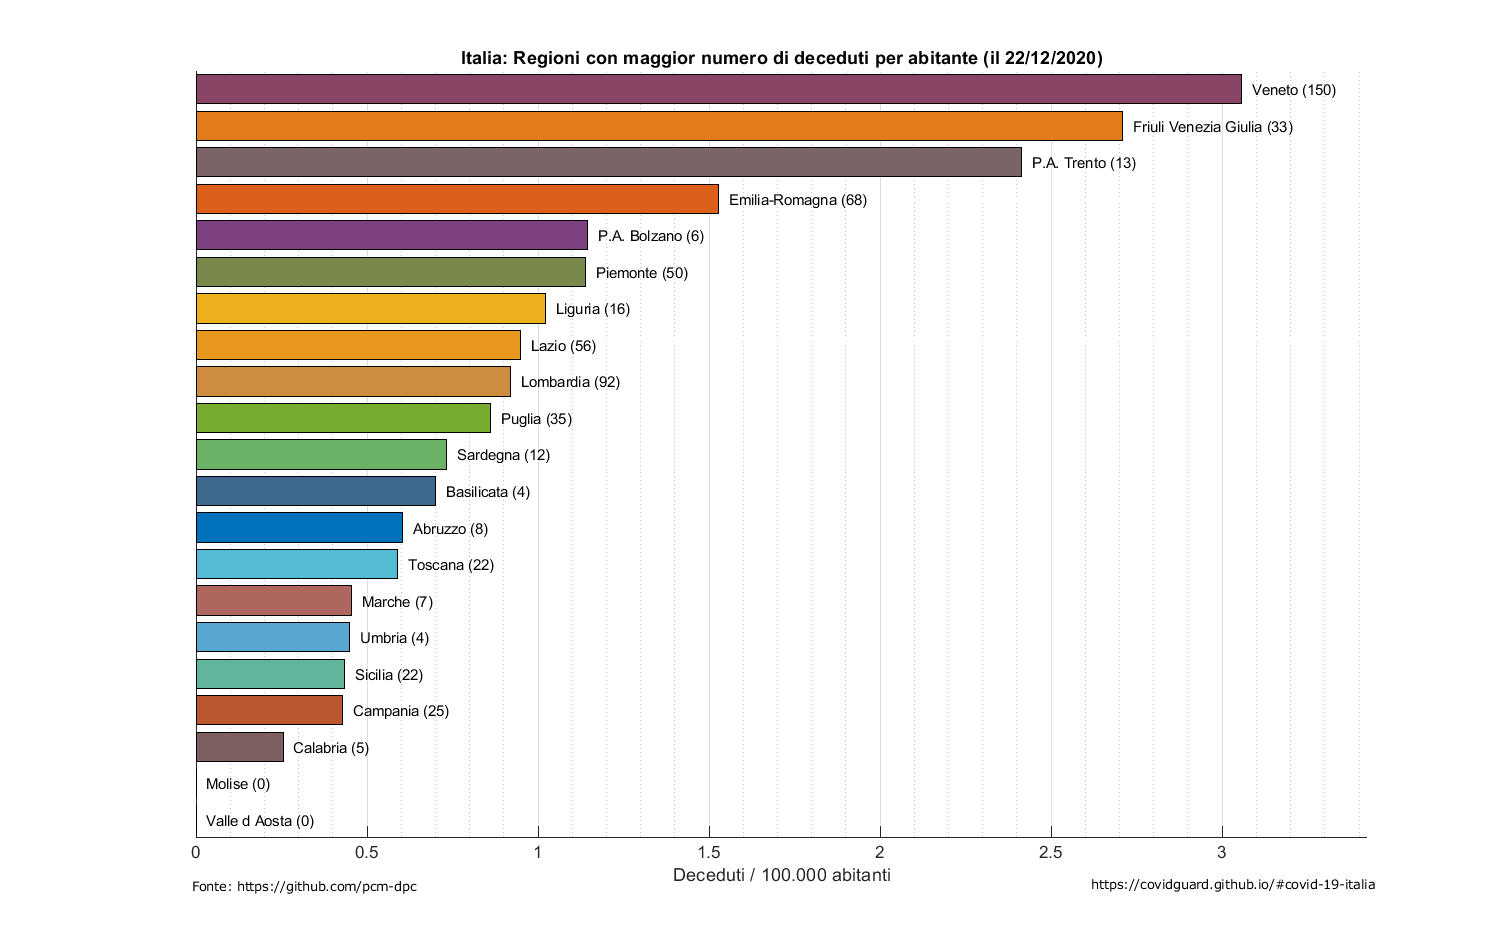 Italia: Regioni con maggior numero di deceduti per abitante (il 22/12/2020)
Veneto (150)
Friuli Venezia Giulia (33)
P.A. Trento (13)
Emilia-Romagna (68)
P.A. Bolzano (6)
Piemonte (50)
Liguria (16)
Lazio (56)
Lombardia (92)
Puglia (35)
Sardegna (12)
Basilicata (4)
Abruzzo (8)
Toscana (22)
Marche (7)
Umbria (4)
Sicilia (22)
Campania (25)
Calabria (5)
Molise (0)
Valle d Aosta (0)
0 0.5 1 1.5 2 2.5 3
Deceduti / 100.000 abitanti
Fonte: https://github.com/pcm-dpc
https://covidguard.github.io/#covid-19-italia